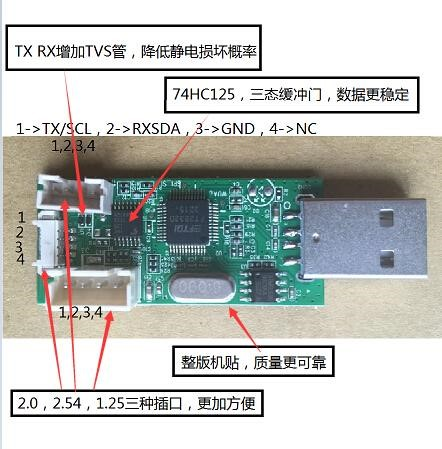 TX RX增加TVS管，降低静电损坏概率
74HC125，三态缓冲门，数据更稳定
1->TX/SCL，2->RXSDA，3->GND，4->NC
1,2,3,4
1
2
3
4
FTDI
1,2,3,4
整版机贴，质量更可靠
2.0，2.54，1.25三种插口，更加方便